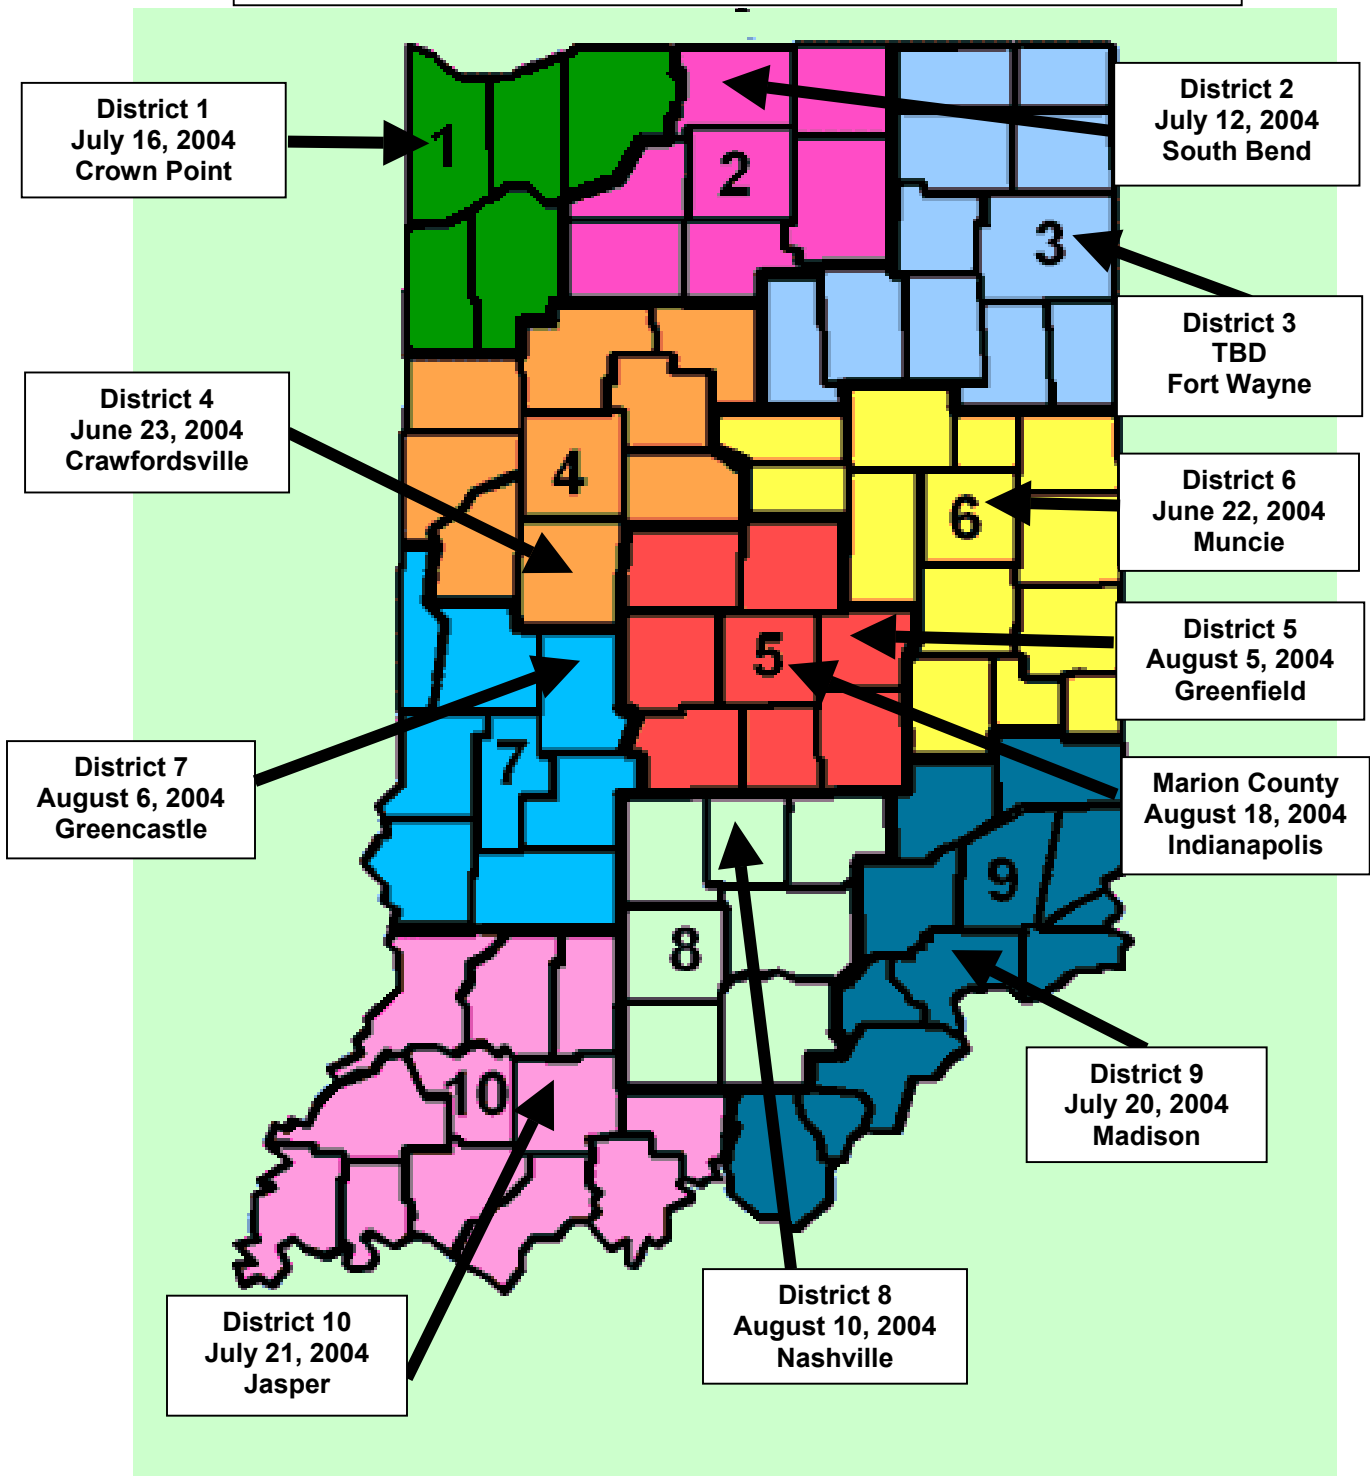 District 1
July 16, 2004
Crown Point
District 2
July 12, 2004
South Bend
1
2
3
District 3
TBD
Fort Wayne
District 4
June 23, 2004
Crawfordsville
4
6
District 6
June 22, 2004
Muncie
5
District 5
August 5, 2004
Greenfield
District 7
August 6, 2004
Greencastle
7
Marion County
August 18, 2004
Indianapolis
9
8
District 9
July 20, 2004
Madison
10
District 8
August 10, 2004
Nashville
District 10
July 21, 2004
Jasper